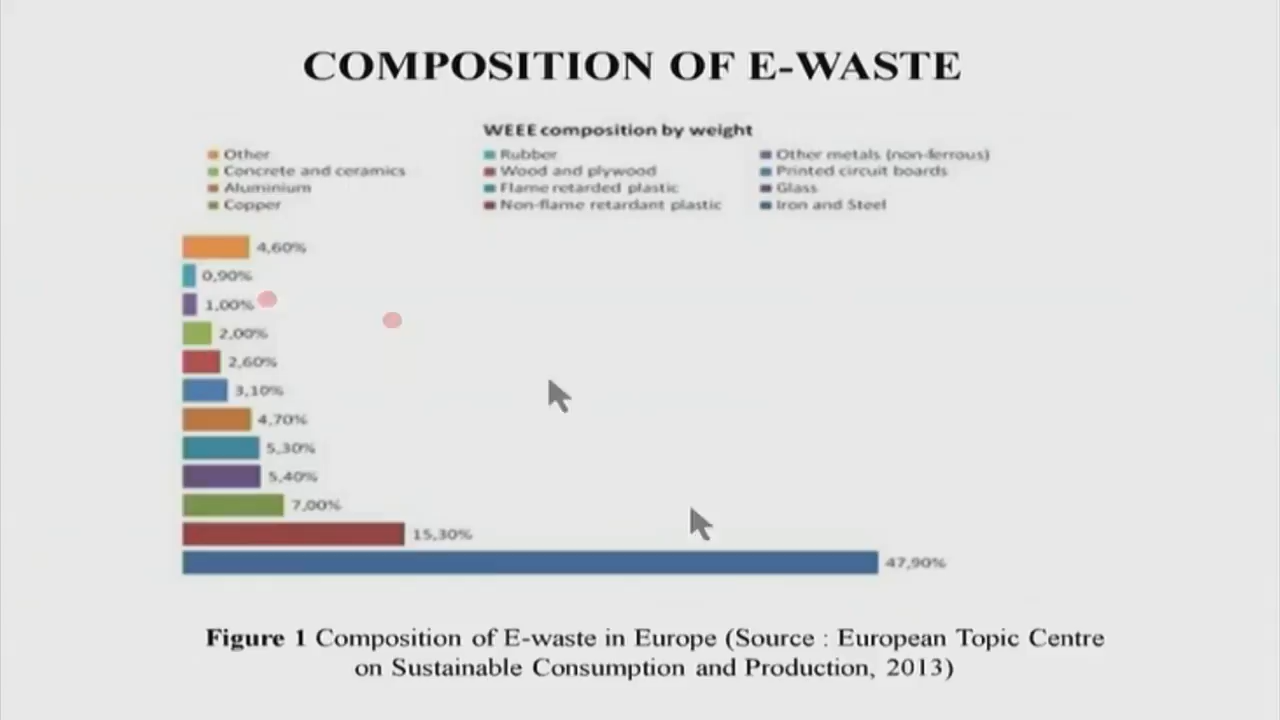 COMPOSITION OF E-WASTE
WEEE composition by weight
Other
Rubber
Other metals (non-ferrous)
Concrete and ceramics
Wood and plywood
Printed circuit boards
Aluminium
Flame retarded plastic
Glass
Copper
Non-flame retardant plastic
Iron and Steel
4,60%
0,90%
1,00%
2,00%
2,60%
3,10%
4,70%
5,30%
5,40%
7,00%
15,30%
47,90%
Figure 1 Composition of E-waste in Europe (Source : European Topic Centre
on Sustainable Consumption and Production, 2013)